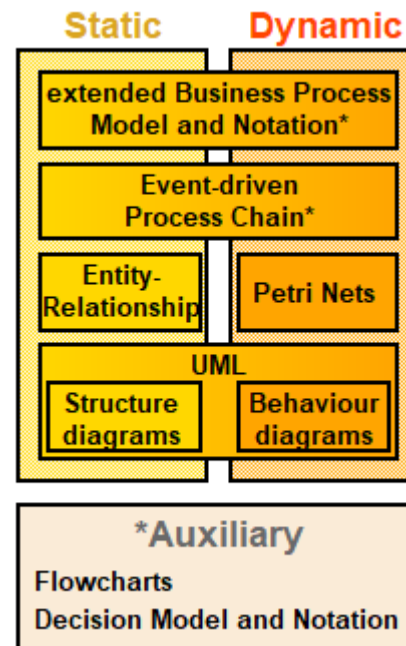 Static Dynamic
extended Business Process
Model and Notation*
Event-driven
Process Chain*
Entity-
Relationship
Petri Nets
UML
Structure
diagrams
Behaviour
diagrams
*Auxiliary
Flowcharts
Decision Model and Notation